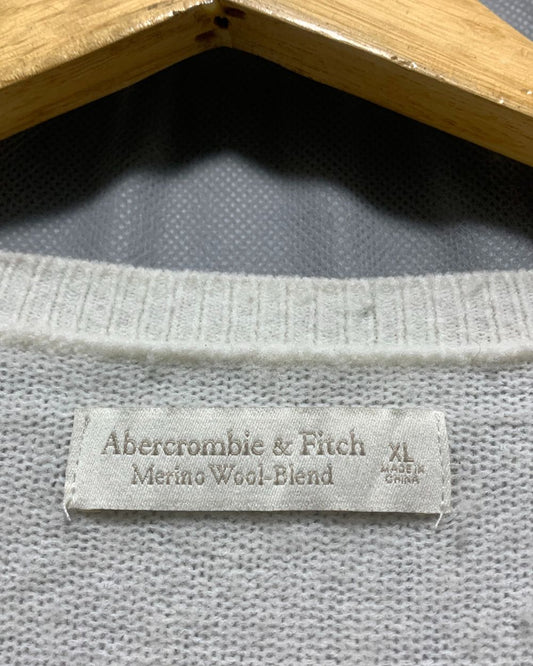 Abercrombie & Fitch XL
Merino Wool-Blend MADE IN
CHINA